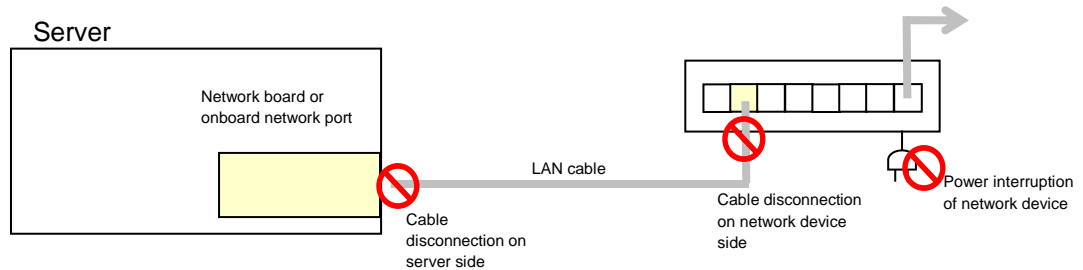 Server
Network board or
onboard network port
LAN cable
Cable
disconnection on
server side
Cable disconnection
on network device
side
Power interruption
of network device